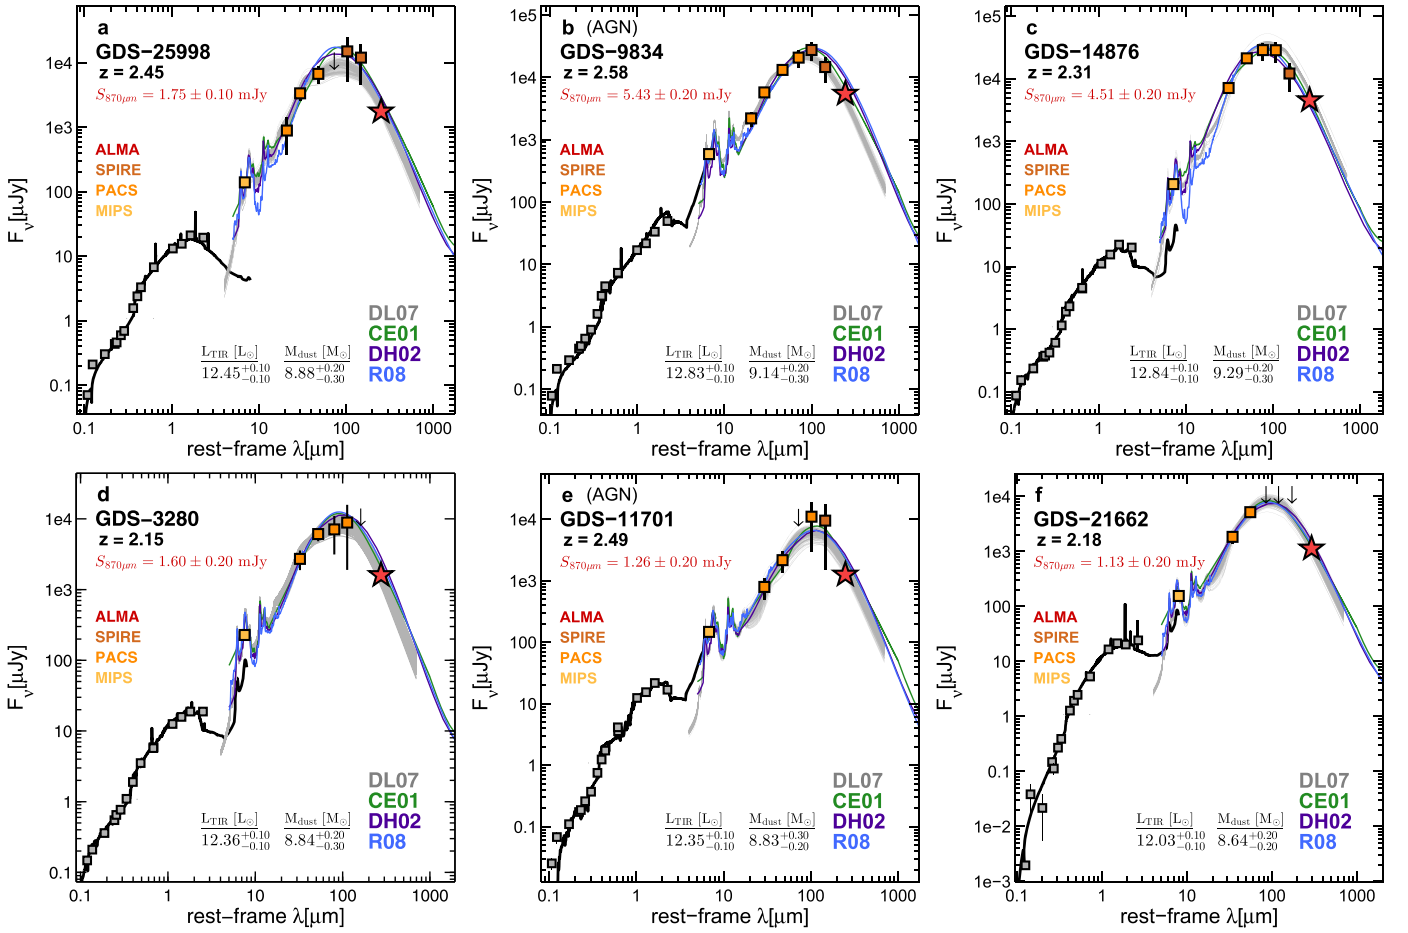 a
GDS−25998
z = 2.45
S870μm = 1.75 ± 0.10 mJy
ALMA
SPIRE
PACS
MIPS
DL07
CE01
DH02
R08
LTIR [L⊙] Mdust [M⊙]
12.45+0.10−0.10 8.88+0.20−0.30
1e4
1e3
100
10
1
0.1
Fν[μJy]
0.1 1 10 100 1000
rest−frame λ[μm]
b (AGN)
GDS−9834
z = 2.58
S870μm = 5.43 ± 0.20 mJy
DL07
CE01
DH02
R08
LTIR [L⊙] Mdust [M⊙]
12.83+0.10−0.10 9.14+0.20−0.30
1e5
1e4
1e3
100
10
1
0.1
Fν[μJy]
0.1 1 10 100 1000
rest−frame λ[μm]
c
GDS−14876
z = 2.31
S870μm = 4.51 ± 0.20 mJy
ALMA
SPIRE
PACS
MIPS
DL07
CE01
DH02
R08
LTIR [L⊙] Mdust [M⊙]
12.84+0.10−0.10 9.29+0.20−0.30
1e5
1e4
1e3
100
10
1
0.1
Fν[μJy]
0.1 1 10 100 1000
rest−frame λ[μm]
d
GDS−3280
z = 2.15
S870μm = 1.60 ± 0.20 mJy
ALMA
SPIRE
PACS
MIPS
DL07
CE01
DH02
R08
LTIR [L⊙] Mdust [M⊙]
12.36+0.10−0.10 8.84+0.20−0.30
1e4
1e3
100
10
1
0.1
Fν[μJy]
0.1 1 10 100 1000
rest−frame λ[μm]
e (AGN)
GDS−11701
z = 2.49
S870μm = 1.26 ± 0.20 mJy
ALMA
SPIRE
PACS
MIPS
DL07
CE01
DH02
R08
LTIR [L⊙] Mdust [M⊙]
12.35+0.10−0.10 8.83+0.30−0.20
1e4
1e3
100
10
1
0.1
Fν[μJy]
0.1 1 10 100 1000
rest−frame λ[μm]
f
GDS−21662
z = 2.18
S870μm = 1.13 ± 0.20 mJy
ALMA
SPIRE
PACS
MIPS
DL07
CE01
DH02
R08
LTIR [L⊙] Mdust [M⊙]
12.03+0.10−0.10 8.64+0.20−0.20
1e4
1e3
100
10
1
0.1
1e−2
1e−3
Fν[μJy]
0.1 1 10 100 1000
rest−frame λ[μm]